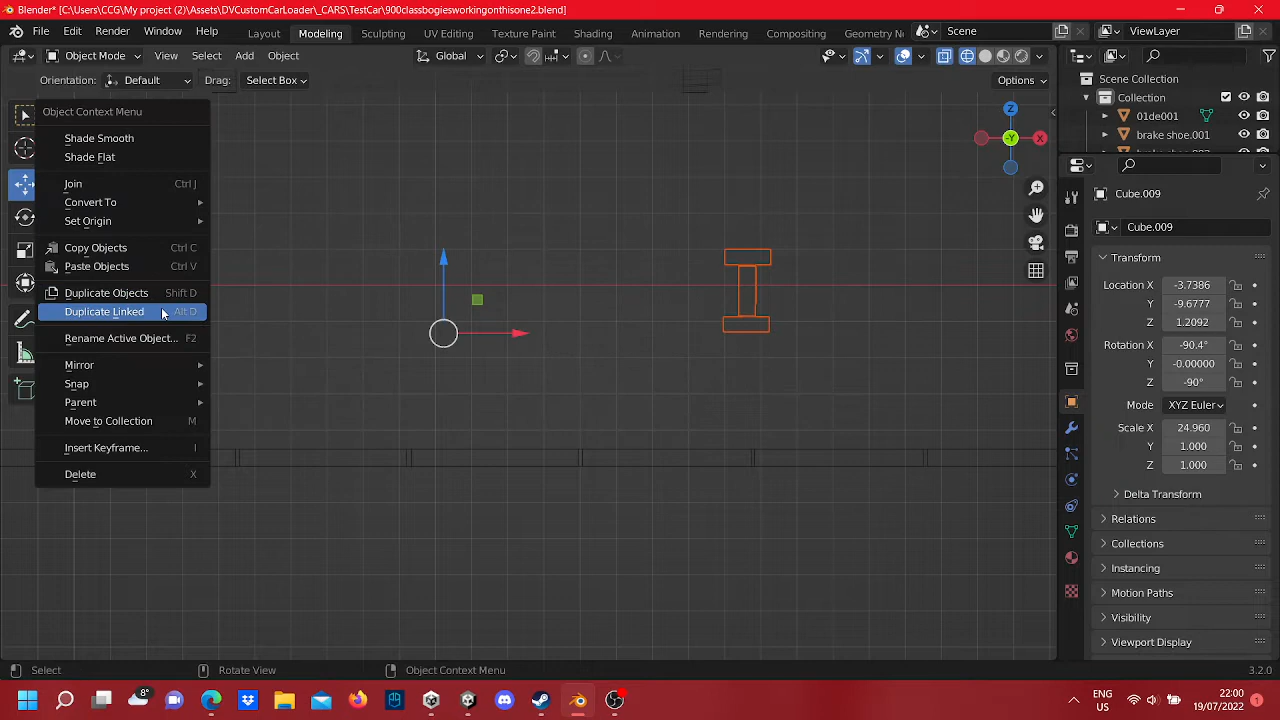 Blender* [C:\Users\CCG\My project (2)\Assets\DVCustomCarLoader\_CARS\TestCar\900classbogiesworkingonthisone2.blend]
File Edit Render Window Help Layout Modeling Sculpting UV Editing Texture Paint Shading Animation Rendering Compositing Geometry No Scene ViewLayer
Object Mode View Select Add Object Global
Orientation: Default Drag: Select Box Options
Scene Collection
Collection
01de001
brake shoe.001
Object Context Menu
Shade Smooth
Shade Flat
Join Ctrl J
Convert To
Set Origin
Copy Objects Ctrl C
Paste Objects Ctrl V
Duplicate Objects Shift D
Duplicate Linked Alt D
Rename Active Object... F2
Mirror
Snap
Parent
Move to Collection M
Insert Keyframe... I
Delete X
Z
-Y
X
Cube.009
Cube.009
Transform
Location X -3.7386
Y -9.6777
Z 1.2092
Rotation X -90.4°
Y -0.00000
Z -90°
Mode XYZ Euler
Scale X 24.960
Y 1.000
Z 1.000
Delta Transform
Relations
Collections
Instancing
Motion Paths
Visibility
Viewport Display
Select Rotate View Object Context Menu 3.2.0
8° ENG 22:00
US 19/07/2022 1